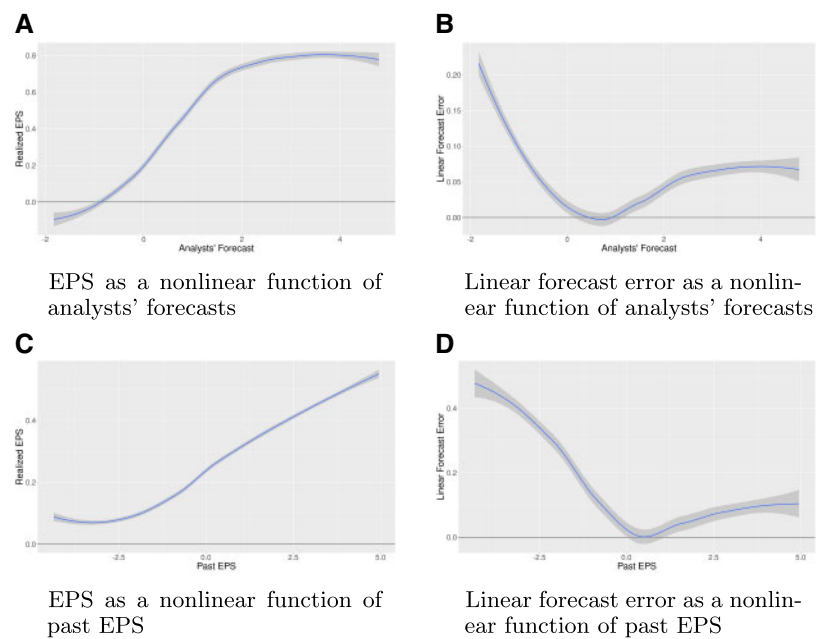 A
B
0.8
0.6
0.4
0.2
0.0
Realized EPS
-2
0
2
4
Analysts' Forecast
0.20
0.15
0.10
0.05
0.00
Linear Forecast Error
-2
0
2
4
Analysts' Forecast
EPS as a nonlinear function of
analysts' forecasts
Linear forecast error as a nonlin-
ear function of analysts' forecasts
C
D
0.4
0.2
0.0
Realized EPS
-2.5
0.0
2.5
5.0
Past EPS
0.4
0.2
0.0
Linear Forecast Error
-2.5
0.0
2.5
5.0
Past EPS
EPS as a nonlinear function of
past EPS
Linear forecast error as a nonlin-
ear function of past EPS